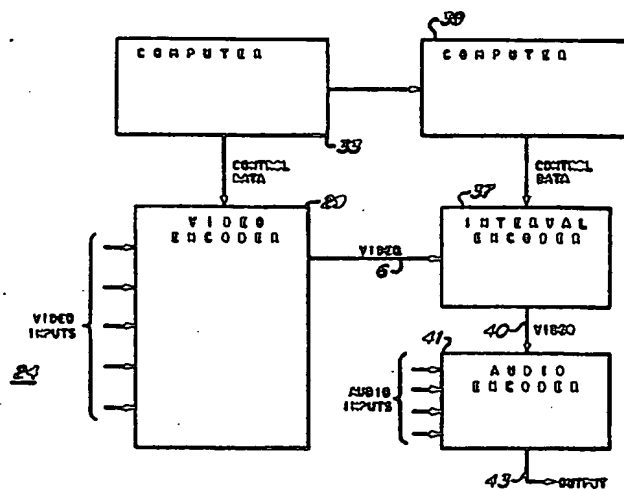 39
COMPUTER
COMPUTER
33
CONTROL
DATA
CONTROL
DATA
20
37
VIDEO
ENCODER
INTERVAL
ENCODER
VIDEO
6
VIDEO
INPUTS
24
40
VIDEO
41
AUDIO
ENCODER
AUDIO
INPUTS
43
OUTPUT